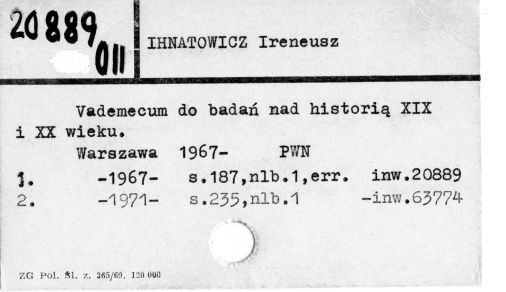 20889
011
IHNATOWICZ Ireneusz
Vademecum do badań nad historią XIX
i XX wieku.
Warszawa 1967- PWN
1. -1967- s.187,nlb.1,err. inw.20889
2. -1971- s.235,nlb.1 -inw.63774
ZG Pol. Śl. z. 365/69. 120 000